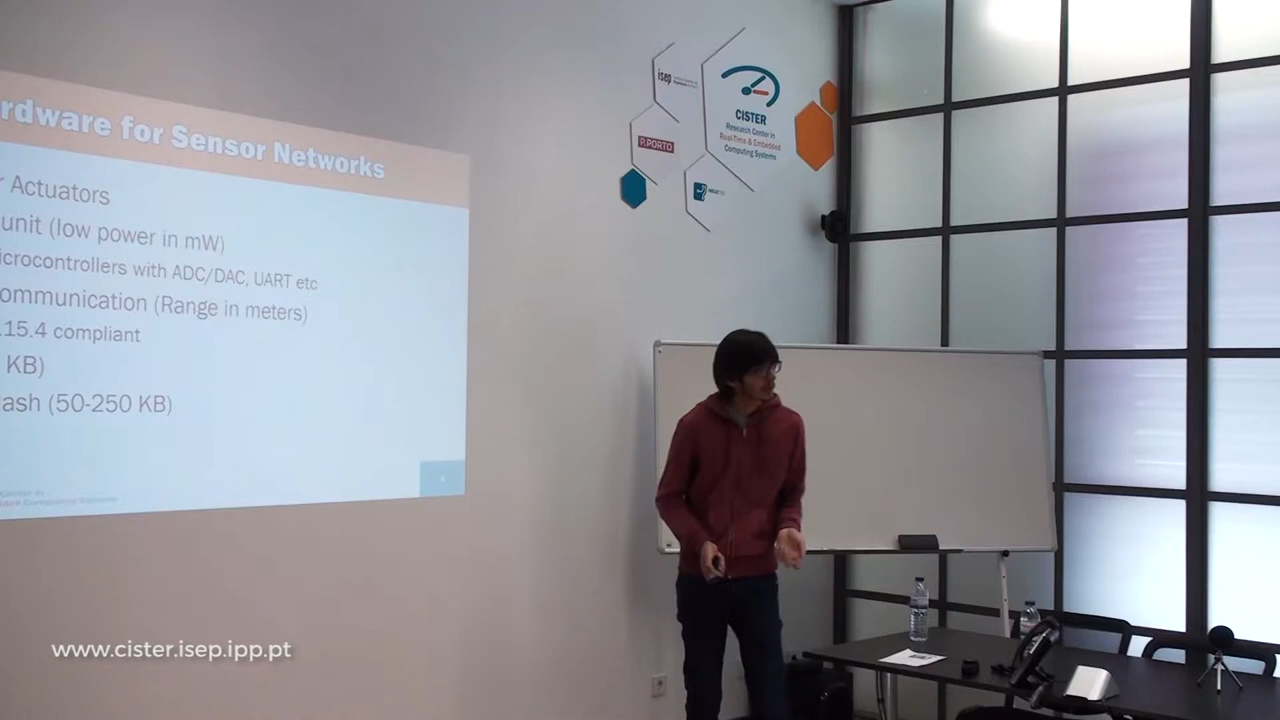 rdware for Sensor Networks
r Actuators
unit (low power in mW)
icrocontrollers with ADC/DAC, UART etc
ommunication (Range in meters)
.15.4 compliant
KB)
lash (50-250 KB)
isep
P.PORTO
CISTER
Research Center in
Real-Time & Embedded
Computing Systems
www.cister.isep.ipp.pt